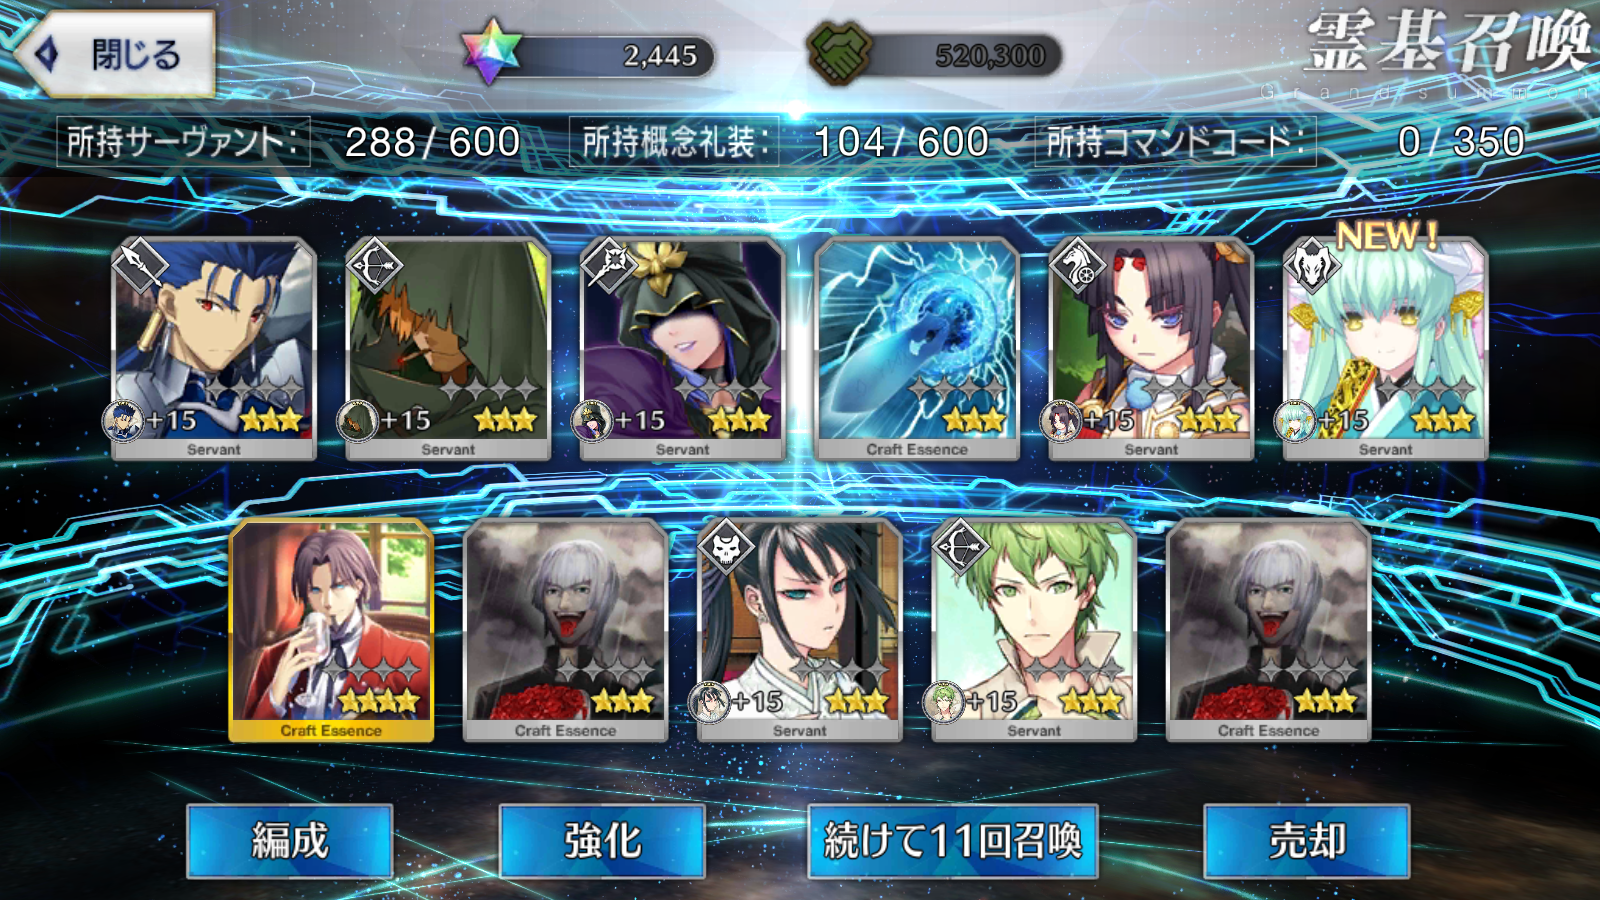 閉じる
2,445
520,300
霊基召喚
Grand summon
所持サーヴァント: 288 / 600
所持概念礼装: 104 / 600
所持コマンドコード: 0 / 350
NEW!
+15
+15
+15
+15
+15
Servant
Servant
Servant
Craft Essence
Servant
Servant
+15
+15
Craft Essence
Craft Essence
Servant
Servant
Craft Essence
編成
強化
続けて11回召喚
売却